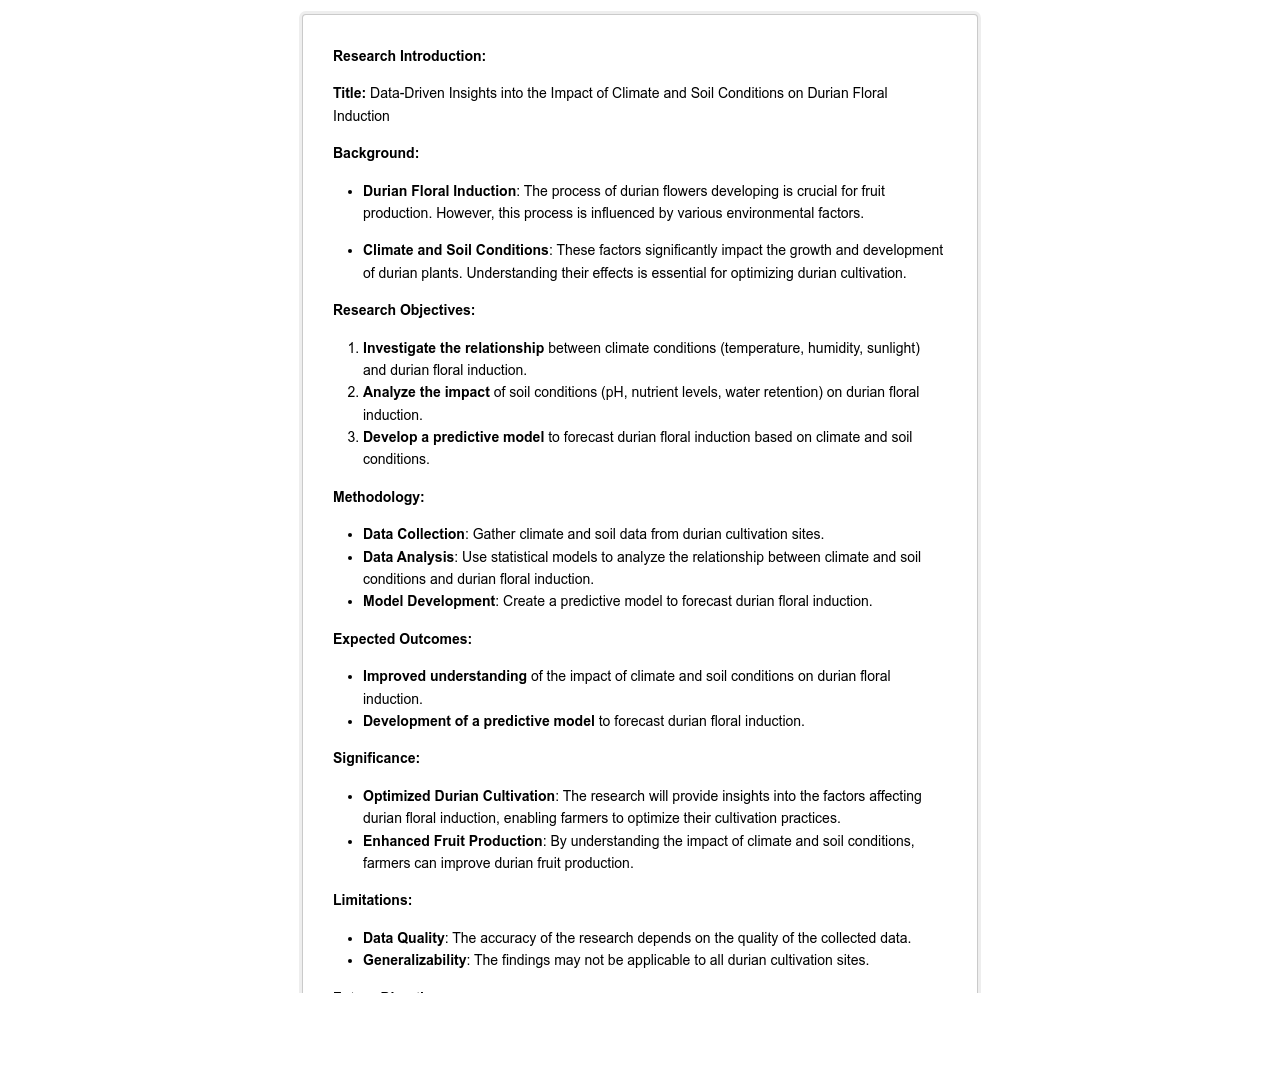 Research Introduction:
Title: Data-Driven Insights into the Impact of Climate and Soil Conditions on Durian Floral
Induction
Background:
• Durian Floral Induction: The process of durian flowers developing is crucial for fruit
production. However, this process is influenced by various environmental factors.
• Climate and Soil Conditions: These factors significantly impact the growth and development
of durian plants. Understanding their effects is essential for optimizing durian cultivation.
Research Objectives:
1. Investigate the relationship between climate conditions (temperature, humidity, sunlight)
and durian floral induction.
2. Analyze the impact of soil conditions (pH, nutrient levels, water retention) on durian floral
induction.
3. Develop a predictive model to forecast durian floral induction based on climate and soil
conditions.
Methodology:
• Data Collection: Gather climate and soil data from durian cultivation sites.
• Data Analysis: Use statistical models to analyze the relationship between climate and soil
conditions and durian floral induction.
• Model Development: Create a predictive model to forecast durian floral induction.
Expected Outcomes:
• Improved understanding of the impact of climate and soil conditions on durian floral
induction.
• Development of a predictive model to forecast durian floral induction.
Significance:
• Optimized Durian Cultivation: The research will provide insights into the factors affecting
durian floral induction, enabling farmers to optimize their cultivation practices.
• Enhanced Fruit Production: By understanding the impact of climate and soil conditions,
farmers can improve durian fruit production.
Limitations:
• Data Quality: The accuracy of the research depends on the quality of the collected data.
• Generalizability: The findings may not be applicable to all durian cultivation sites.